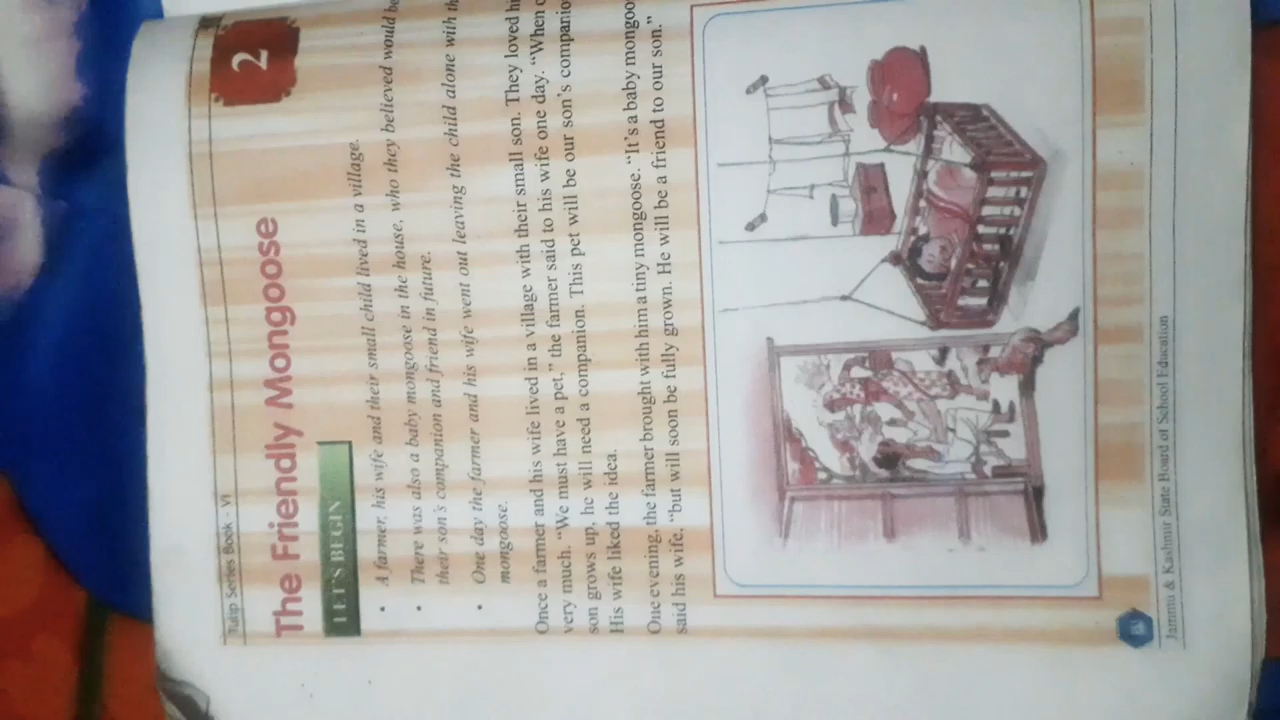 Tulip Series Book - VI
2
The Friendly Mongoose
LET'S BEGIN
• A farmer, his wife and their small child lived in a village.
• There was also a baby mongoose in the house, who they believed would be
their son's companion and friend in future.
• One day the farmer and his wife went out leaving the child alone with
mongoose.
Once a farmer and his wife lived in a village with their small son. They loved
very much. “We must have a pet,” the farmer said to his wife one day. “When
son grows up, he will need a companion. This pet will be our son's
His wife liked the idea.
One evening, the farmer brought with him a tiny mongoose. “It's a baby
said his wife, “but will soon be fully grown. He will be a friend to our son.”
Jammu & Kashmir State Board of School Education